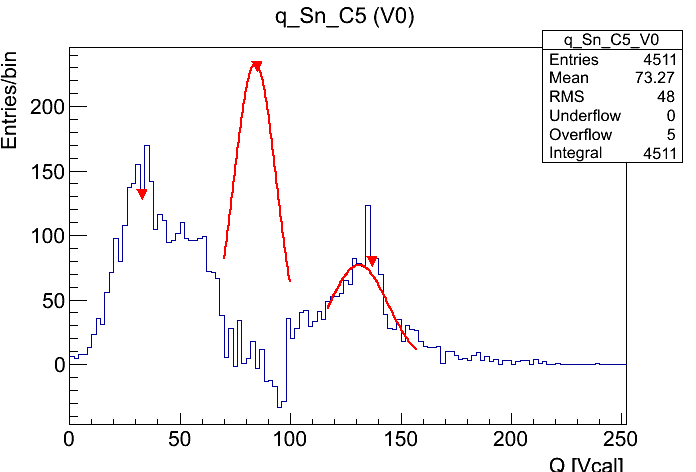 q_Sn_C5 (V0)
q_Sn_C5_V0
Entries 4511
Mean 73.27
RMS 48
Underflow 0
Overflow 5
Integral 4511
Entries/bin
200
150
100
50
0
0 50 100 150 200 250
Q [Vcal]